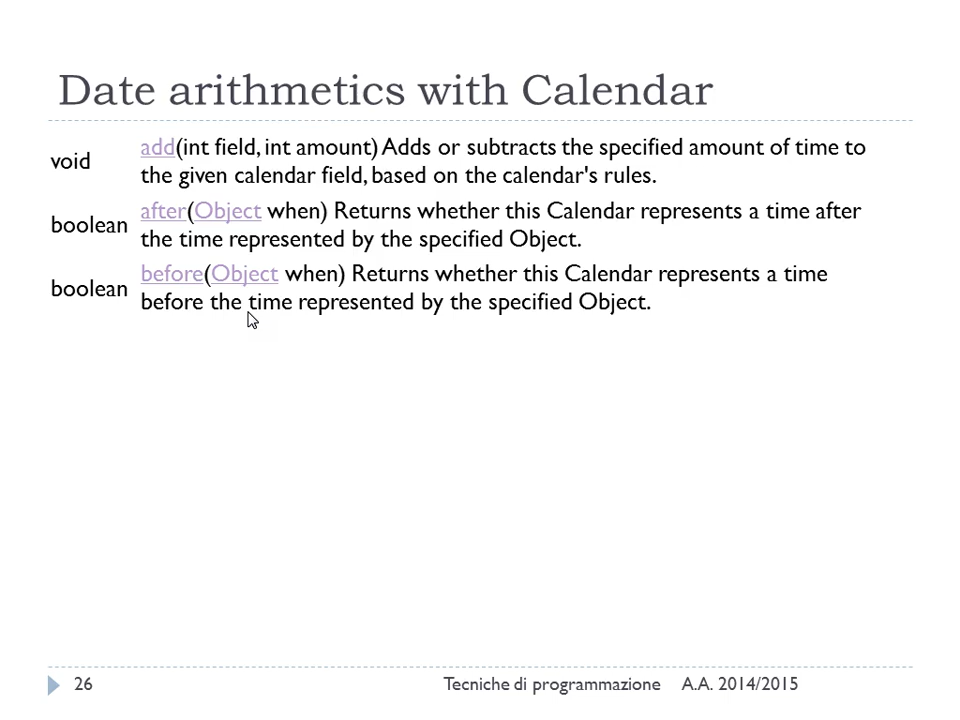 Date arithmetics with Calendar
void
add(int field, int amount) Adds or subtracts the specified amount of time to
the given calendar field, based on the calendar's rules.
boolean
after(Object when) Returns whether this Calendar represents a time after
the time represented by the specified Object.
boolean
before(Object when) Returns whether this Calendar represents a time
before the time represented by the specified Object.
26
Tecniche di programmazione
A.A. 2014/2015